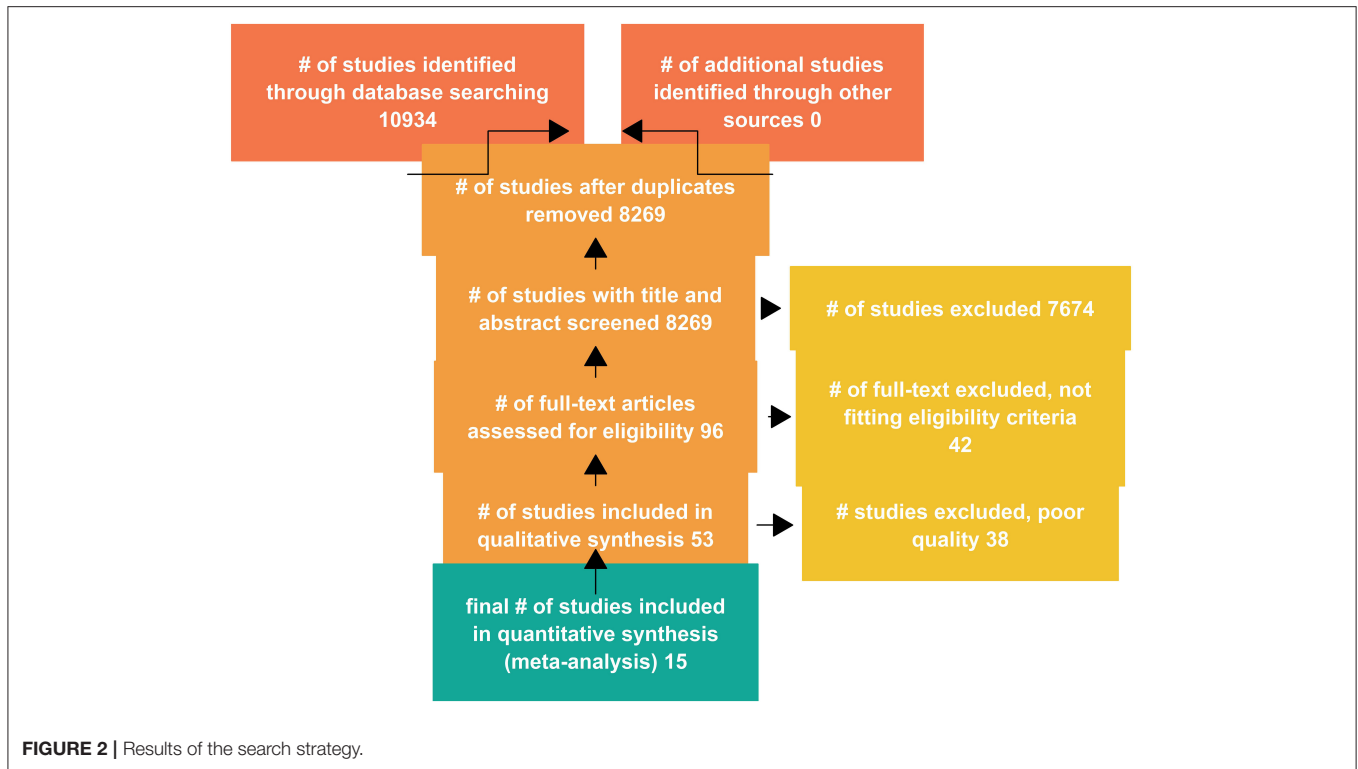 # of studies identified
through database searching
10934
# of additional studies
identified through other
sources 0
# of studies after duplicates
removed 8269
# of studies with title and
abstract screened 8269
# of studies excluded 7674
# of full-text articles
assessed for eligibility 96
# of full-text excluded, not
fitting eligibility criteria
42
# of studies included in
qualitative synthesis 53
# studies excluded, poor
quality 38
final # of studies included
in quantitative synthesis
(meta-analysis) 15
FIGURE 2 | Results of the search strategy.